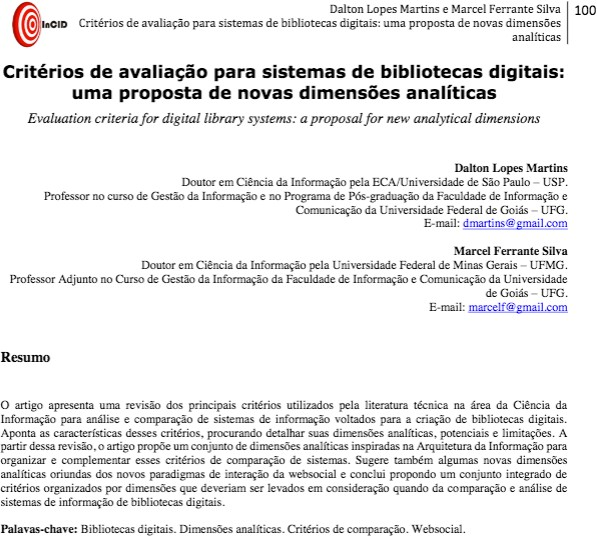 InCID
Dalton Lopes Martins e Marcel Ferrante Silva
Critérios de avaliação para sistemas de bibliotecas digitais: uma proposta de novas dimensões
analíticas
100
Critérios de avaliação para sistemas de bibliotecas digitais:
uma proposta de novas dimensões analíticas
Evaluation criteria for digital library systems: a proposal for new analytical dimensions
Dalton Lopes Martins
Doutor em Ciência da Informação pela ECA/Universidade de São Paulo – USP.
Professor no curso de Gestão da Informação e no Programa de Pós-graduação da Faculdade de Informação e
Comunicação da Universidade Federal de Goiás – UFG.
E-mail: dmartins@gmail.com
Marcel Ferrante Silva
Doutor em Ciência da Informação pela Universidade Federal de Minas Gerais – UFMG.
Professor Adjunto no Curso de Gestão da Informação da Faculdade de Informação e Comunicação da Universidade
de Goiás – UFG.
E-mail: marcelf@gmail.com
Resumo
O artigo apresenta uma revisão dos principais critérios utilizados pela literatura técnica na área da Ciência da
Informação para análise e comparação de sistemas de informação voltados para a criação de bibliotecas digitais.
Aponta as características desses critérios, procurando detalhar suas dimensões analíticas, potenciais e limitações. A
partir dessa revisão, o artigo propõe um conjunto de dimensões analíticas inspiradas na Arquitetura da Informação para
organizar e complementar esses critérios de comparação de sistemas. Sugere também algumas novas dimensões
analíticas oriundas dos novos paradigmas de interação da websocial e conclui propondo um conjunto integrado de
critérios organizados por dimensões que deveriam ser levados em consideração quando da comparação e análise de
sistemas de informação de bibliotecas digitais.
Palavas-chave: Bibliotecas digitais. Dimensões analíticas. Critérios de comparação. Websocial.